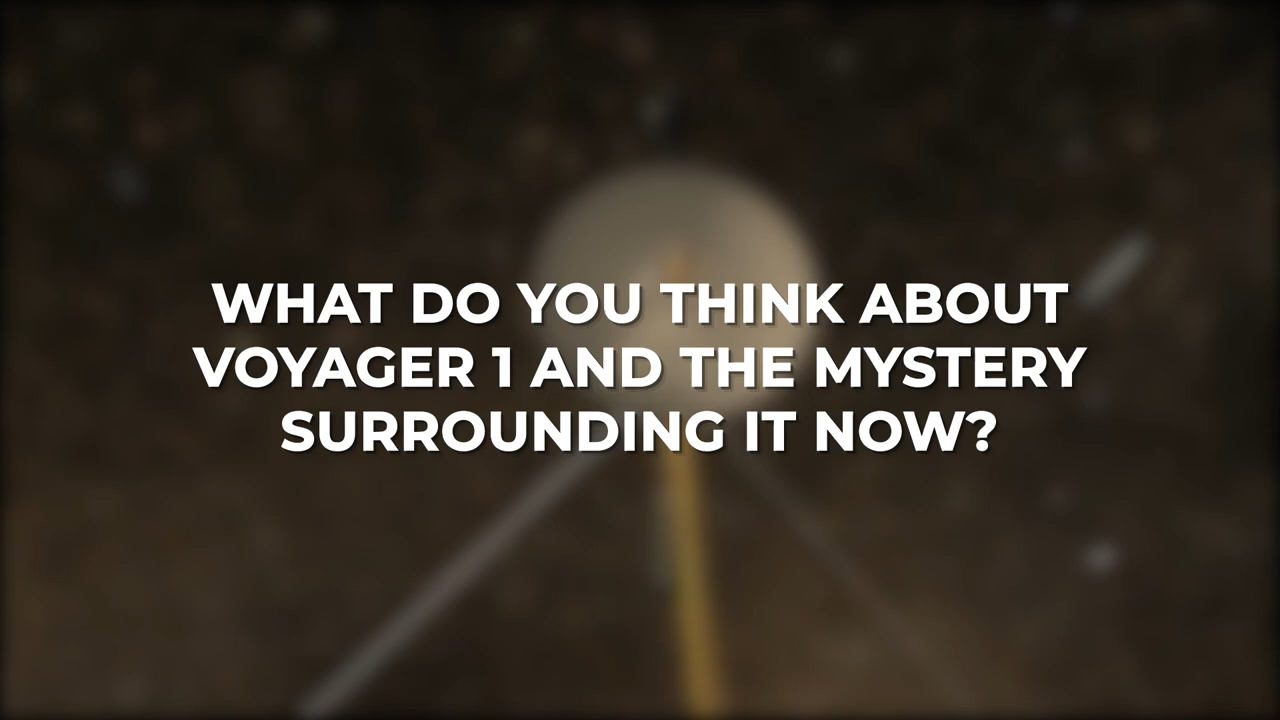 WHAT DO YOU THINK ABOUT
VOYAGER 1 AND THE MYSTERY
SURROUNDING IT NOW?